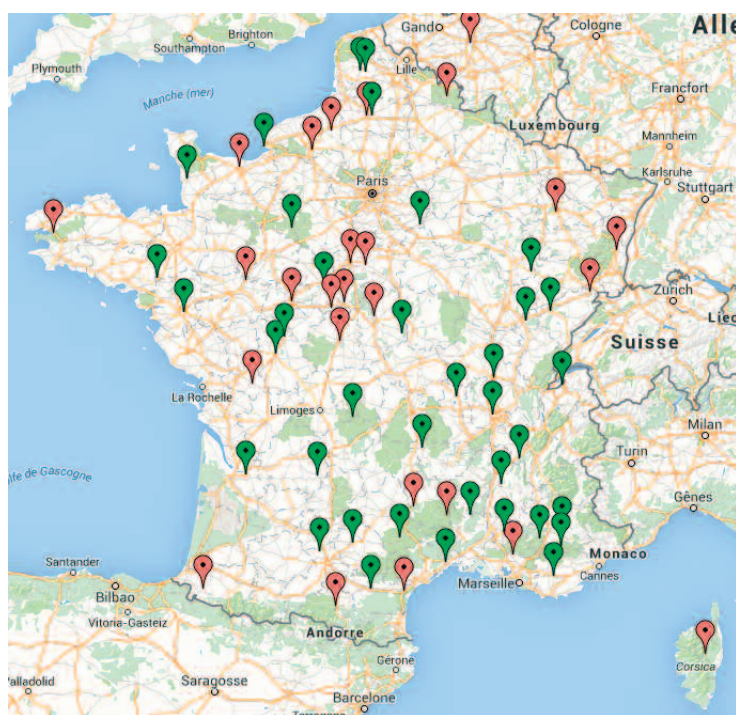 Gand
Cologne
Alle
Southampton
Brighton
Lille
Plymouth
Manche (mer)
Francfort
Luxembourg
Mannheim
Karlsruhe
Paris
Stuttgart
Zurich
Liec
Suisse
La Rochelle
Limoges
Milan
Turin
lfe de Gascogne
Gênes
Santander
Monaco
Marseille
Cannes
Bilbao
Vitoria-Gasteiz
Andorre
Corsica
Gérone
Palladolid
Saragosse
Barcelone